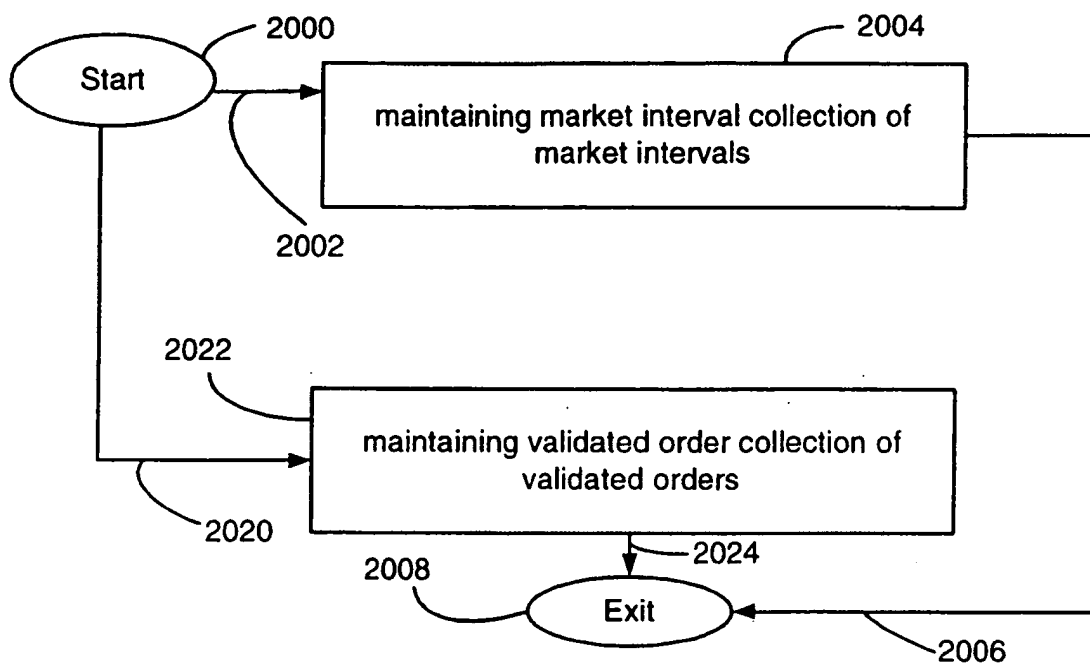 2000
2004
Start
maintaining market interval collection of
market intervals
2002
2022
maintaining validated order collection of
validated orders
2020
2024
2008
Exit
2006